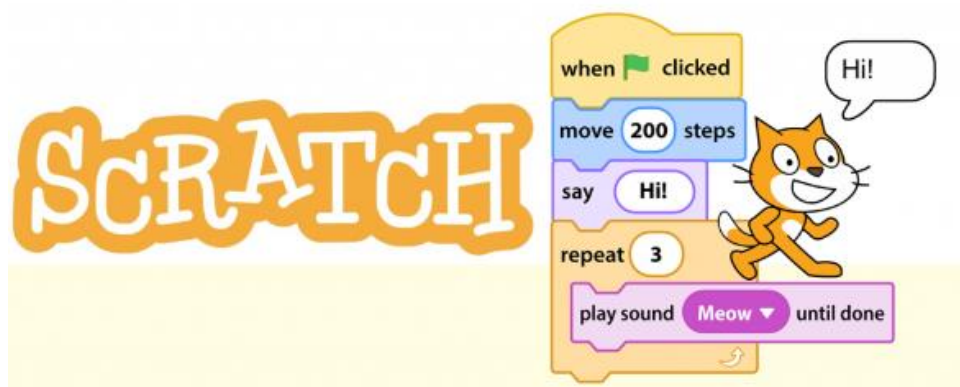 SCRATCH
when clicked
move 200 steps
say Hi!
repeat 3
play sound Meow until done
Hi!